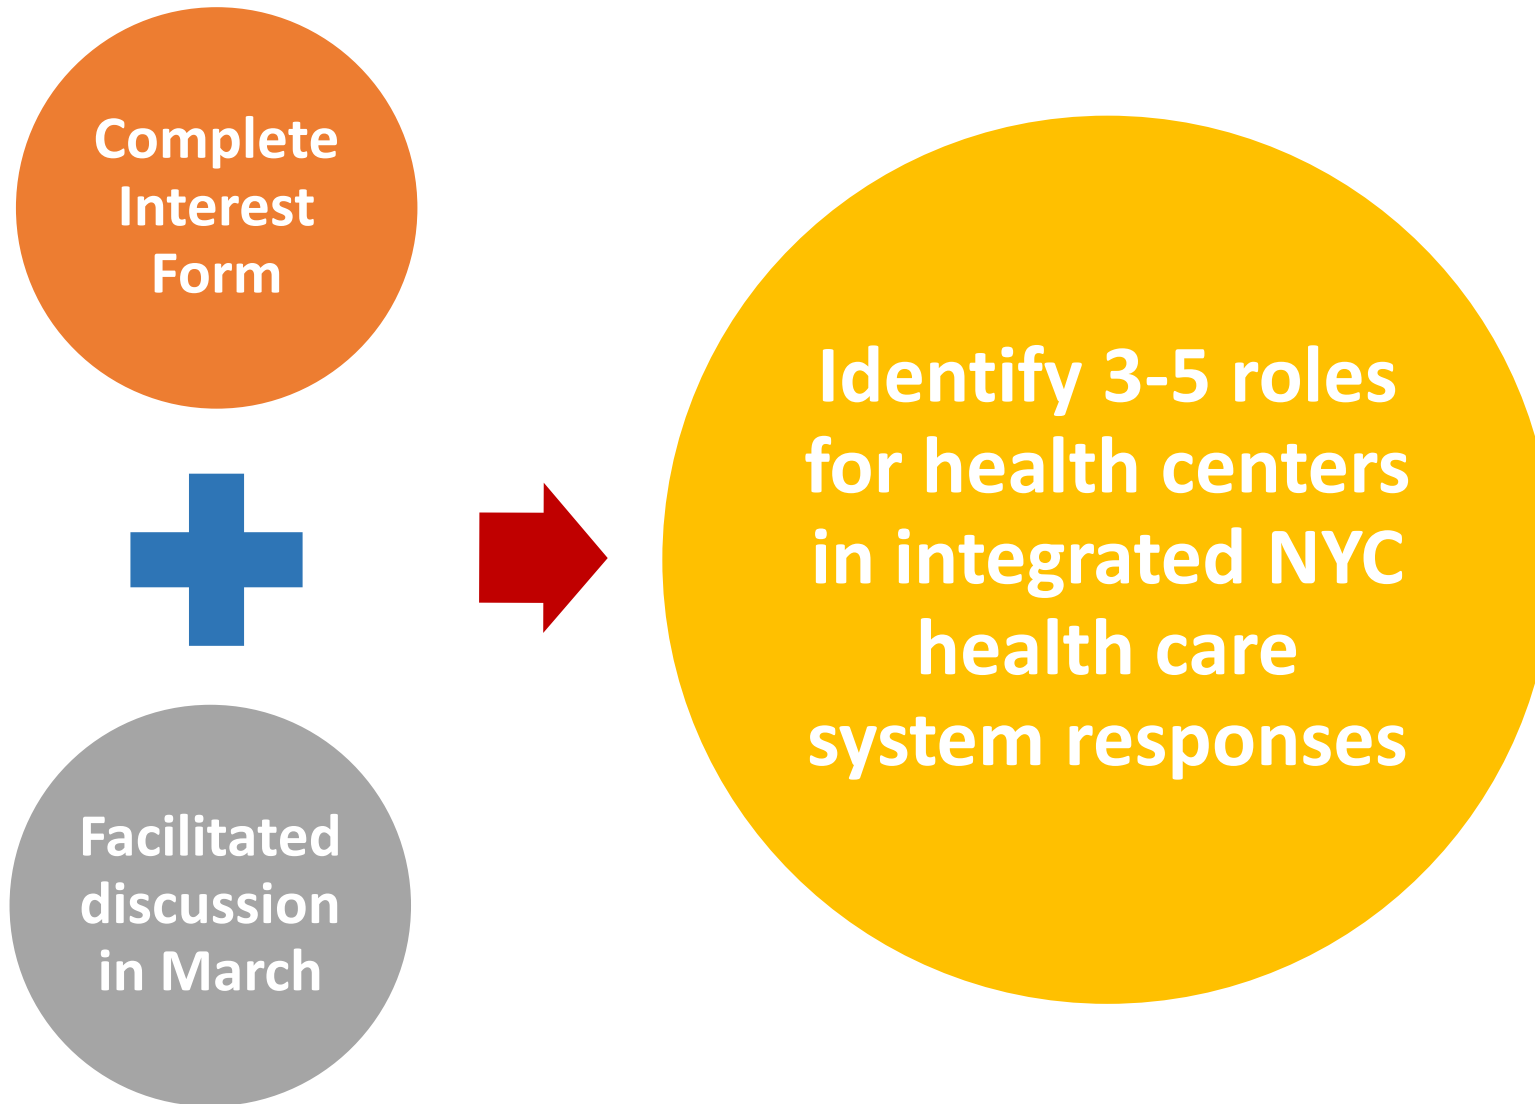 Complete
Interest
Form
Facilitated
discussion
in March
Identify 3-5 roles
for health centers
in integrated NYC
health care
system responses